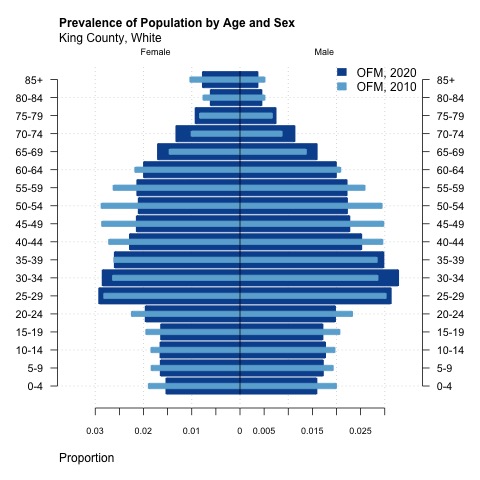 Prevalence of Population by Age and Sex
King County, White
Female Male
OFM, 2020
OFM, 2010
85+ 85+
80-84 80-84
75-79 75-79
70-74 70-74
65-69 65-69
60-64 60-64
55-59 55-59
50-54 50-54
45-49 45-49
40-44 40-44
35-39 35-39
30-34 30-34
25-29 25-29
20-24 20-24
15-19 15-19
10-14 10-14
5-9 5-9
0-4 0-4
0.03 0.02 0.01 0 0.005 0.015 0.025
Proportion